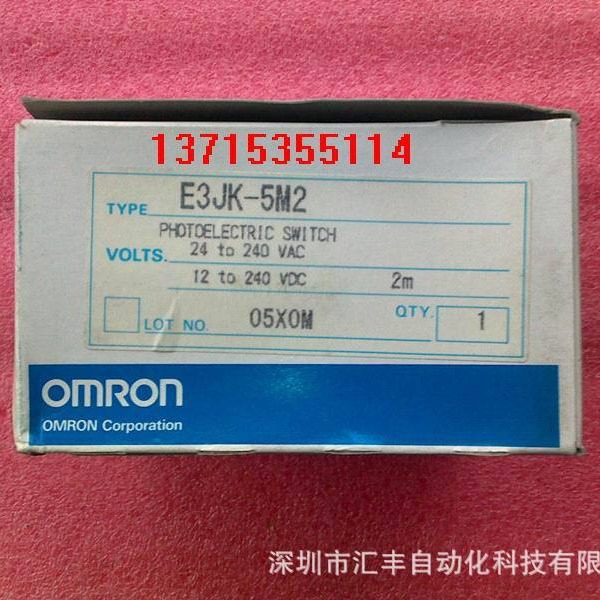 13715355114
TYPE E3JK-5M2
PHOTOELECTRIC SWITCH
VOLTS. 24 to 240 VAC
12 to 240 VDC 2m
LOT NO. 05X0M QTY. 1
OMRON
OMRON Corporation
深圳市汇丰自动化科技有限